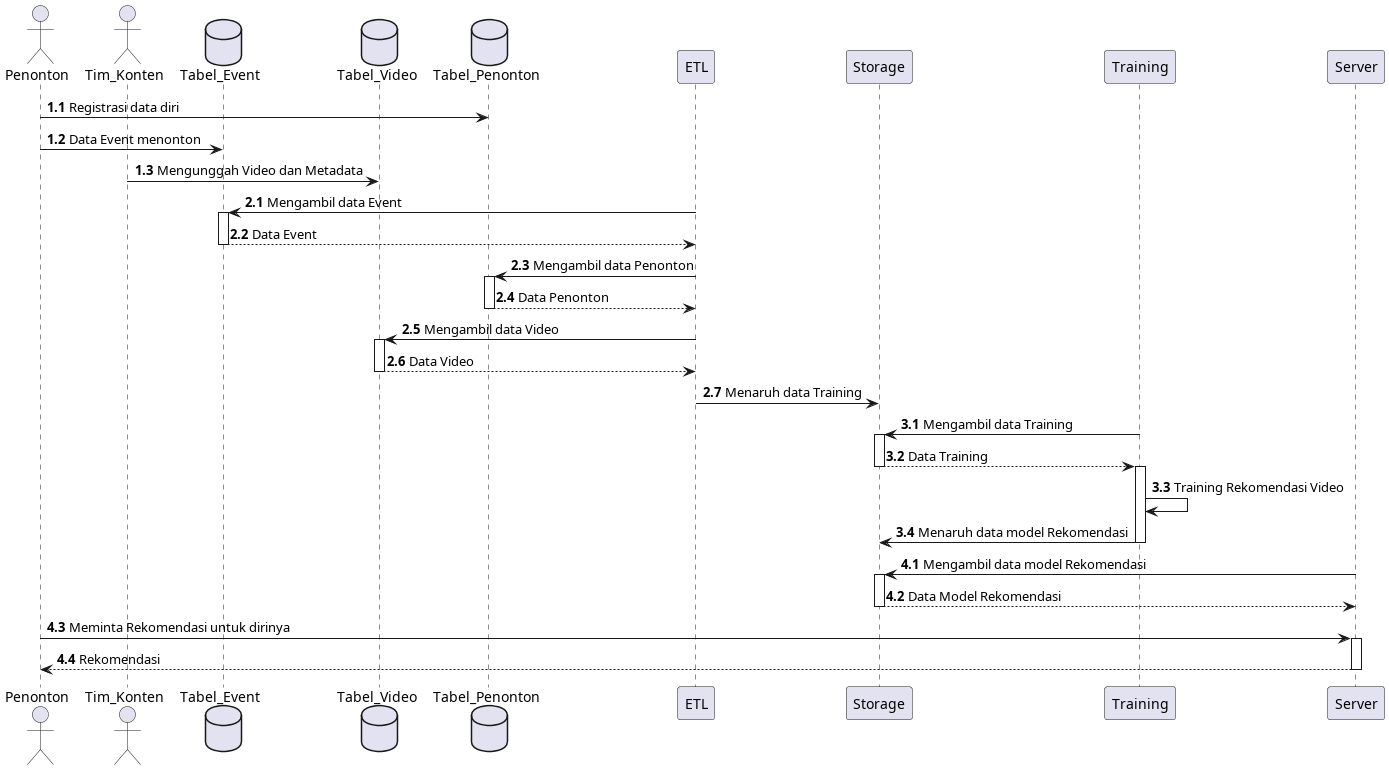 Penonton
Tim_Konten
Tabel_Event
Tabel_Video
Tabel_Penonton
ETL
Storage
Training
Server
1.1 Registrasi data diri
1.2 Data Event menonton
1.3 Mengunggah Video dan Metadata
2.1 Mengambil data Event
2.2 Data Event
2.3 Mengambil data Penonton
2.4 Data Penonton
2.5 Mengambil data Video
2.6 Data Video
2.7 Menaruh data Training
3.1 Mengambil data Training
3.2 Data Training
3.3 Training Rekomendasi Video
3.4 Menaruh data model Rekomendasi
4.1 Mengambil data model Rekomendasi
4.2 Data Model Rekomendasi
4.3 Meminta Rekomendasi untuk dirinya
4.4 Rekomendasi
Penonton
Tim_Konten
Tabel_Event
Tabel_Video
Tabel_Penonton
ETL
Storage
Training
Server